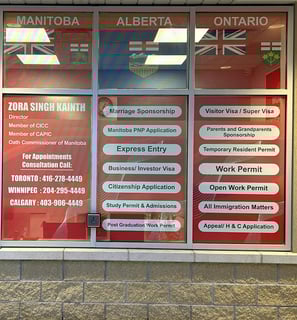 MANITOBA
ALBERTA
ONTARIO
ZORA SINGH KAINTH
Director
Member of CICC
Member of CAPIC
Oath Commissioner of Manitoba
For Appointments
Consultation Call:
TORONTO : 416-278-4449
WINNIPEG : 204-295-4449
CALGARY : 403-906-4449
Marriage Sponsorship
Manitoba PNP Application
Express Entry
Business/ Investor Visa
Citizenship Application
Study Permit & Admissions
Post Graduation Work Permit
Visitor Visa / Super Visa
Parents and Grandparents
Sponsorship
Temporary Resident Permit
Work Permit
Open Work Permit
All Immigration Matters
Appeal/ H & C Application